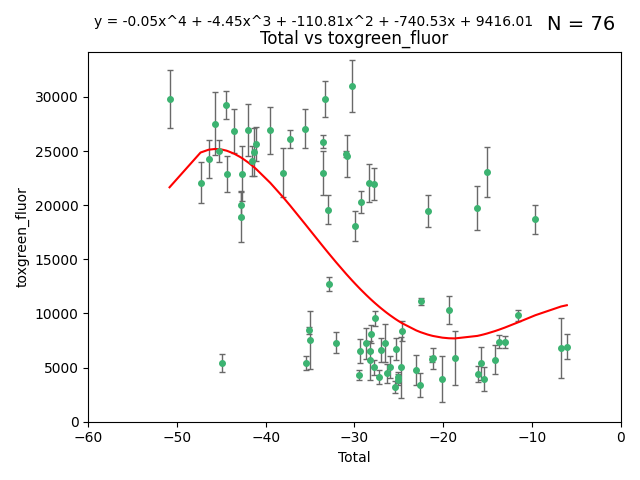 y = -0.05x^4 + -4.45x^3 + -110.81x^2 + -740.53x + 9416.01
N = 76
Total vs toxgreen_fluor
toxgreen_fluor
30000
25000
20000
15000
10000
5000
0
−60
−50
−40
−30
−20
−10
0
Total